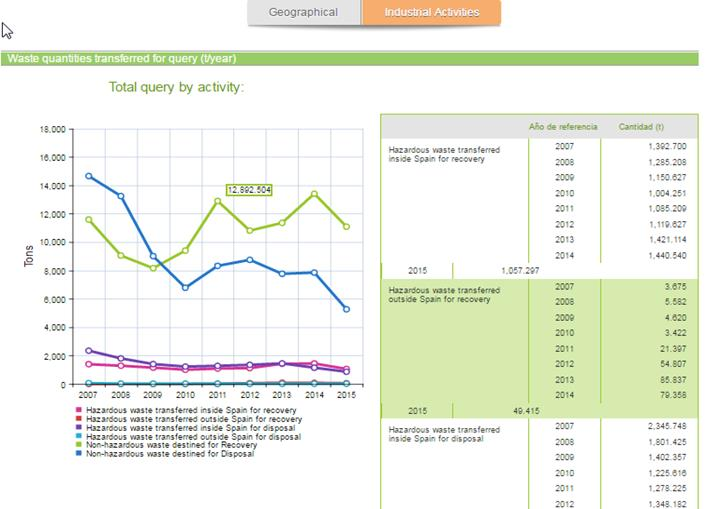 Geographical
Industrial Activities
Waste quantities transferred for query (t/year)
Total query by activity:
18,000
16,000
14,000
12,000
10,000
8,000
6,000
4,000
2,000
0
Tons
12,892.504
2007 2008 2009 2010 2011 2012 2013 2014 2015
Hazardous waste transferred inside Spain for recovery
Hazardous waste transferred outside Spain for recovery
Hazardous waste transferred inside Spain for disposal
Hazardous waste transferred outside Spain for disposal
Non-hazardous waste destined for Recovery
Non-hazardous waste destined for Disposal
Año de referencia Cantidad (t)
Hazardous waste transferred
inside Spain for recovery
2007 1,392.700
2008 1,285.208
2009 1,150.627
2010 1,004.251
2011 1,085.209
2012 1,119.627
2013 1,421.114
2014 1,440.540
2015 1,057.297
Hazardous waste transferred
outside Spain for recovery
2007 3.675
2008 5.582
2009 4.620
2010 3.422
2011 21.397
2012 54.807
2013 85.837
2014 79.358
2015 49.415
Hazardous waste transferred
inside Spain for disposal
2007 2,345.748
2008 1,801.425
2009 1,402.357
2010 1,225.616
2011 1,278.225
2012 1,348.182